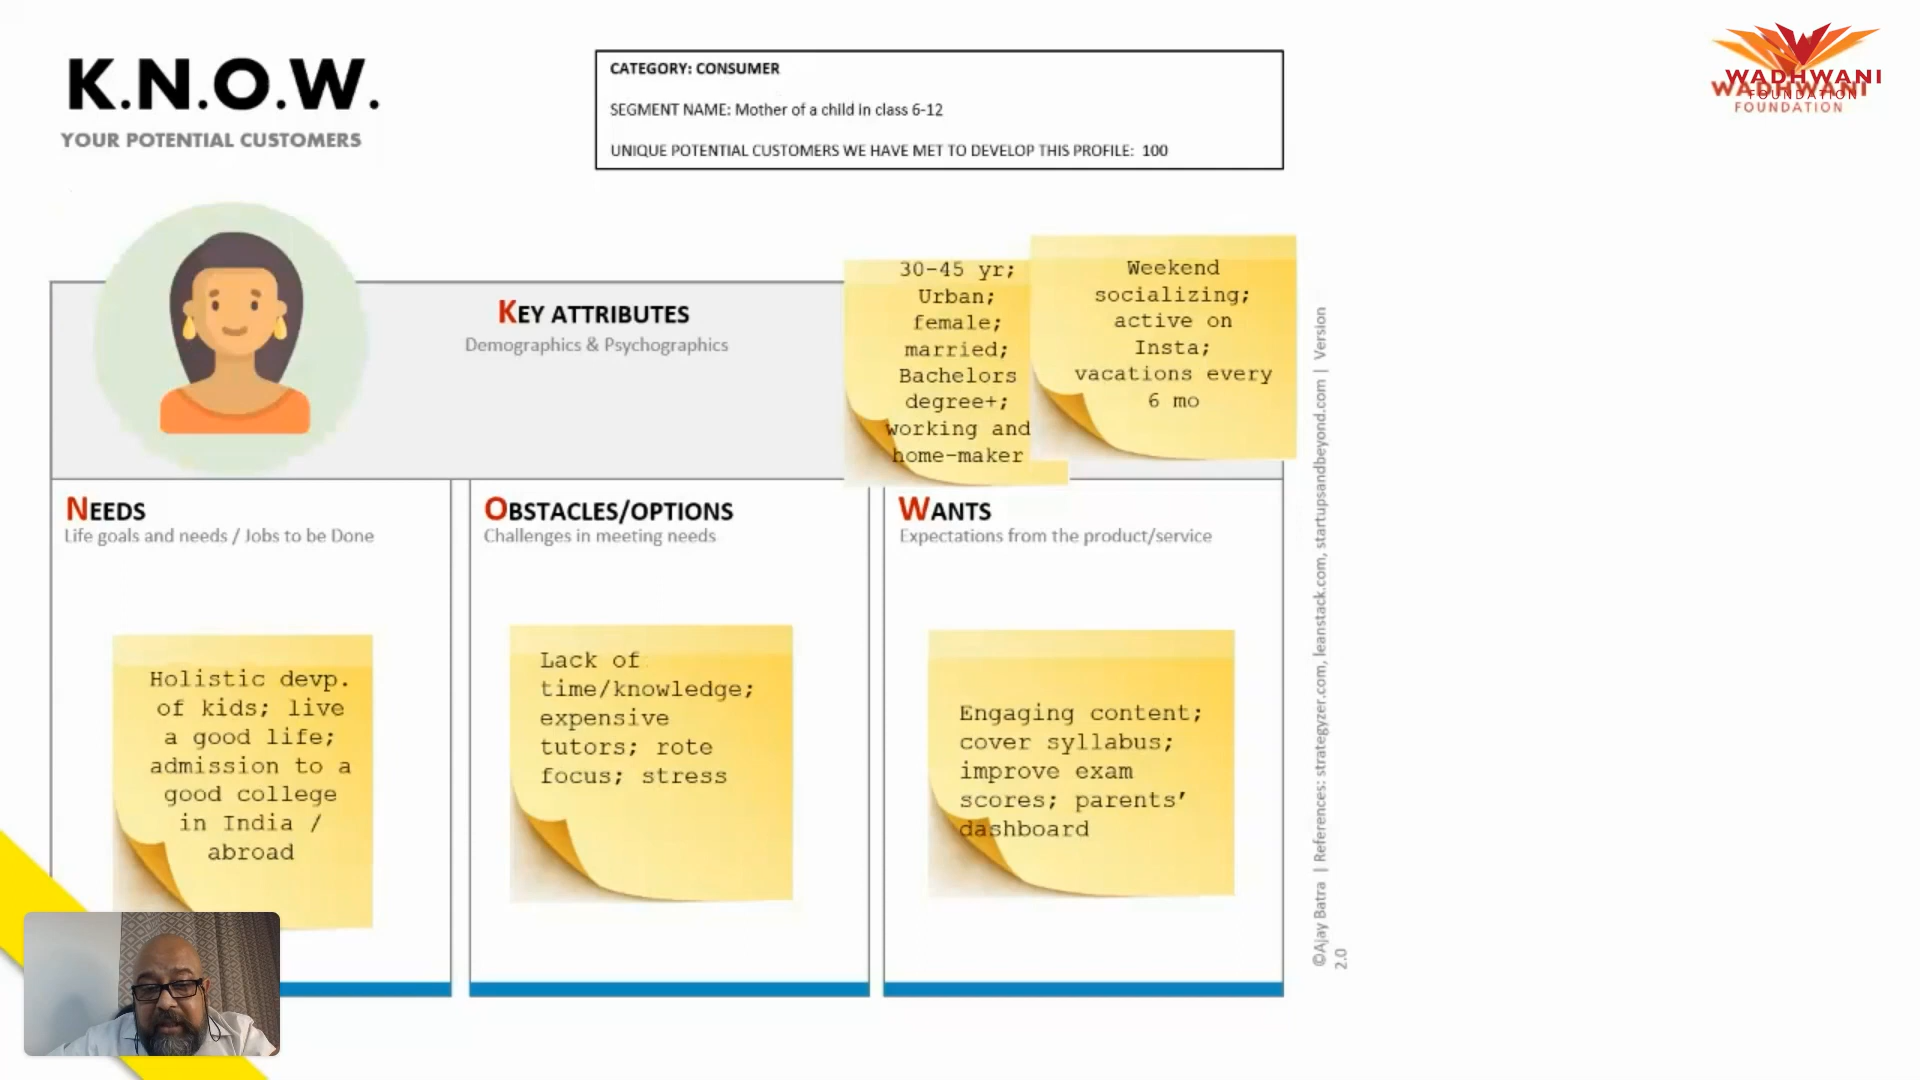 K.N.O.W.
YOUR POTENTIAL CUSTOMERS
CATEGORY: CONSUMER
SEGMENT NAME: Mother of a child in class 6-12
UNIQUE POTENTIAL CUSTOMERS WE HAVE MET TO DEVELOP THIS PROFILE: 100
WADHWANI
FOUNDATION
WADHWANI
FOUNDATION
KEY ATTRIBUTES
Demographics & Psychographics
30-45 yr;
Urban;
female;
married;
Bachelors
degree+;
working and
home-maker
Weekend
socializing;
active on
Insta;
vacations every
6 mo
NEEDS
Life goals and needs / Jobs to be Done
Holistic devp.
of kids; live
a good life;
admission to a
good college
in India /
abroad
OBSTACLES/OPTIONS
Challenges in meeting needs
Lack of
time/knowledge;
expensive
tutors; rote
focus; stress
WANTS
Expectations from the product/service
Engaging content;
cover syllabus;
improve exam
scores; parents’
dashboard
©Ajay Batra | References: strategyzer.com, leanstack.com, startupsandbeyond.com | Version
2.0